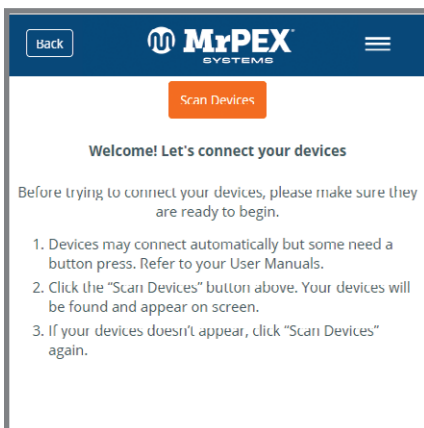 Back
MrPEX
SYSTEMS
Scan Devices
Welcome! Let's connect your devices
Before trying to connect your devices, please make sure they
are ready to begin.
1. Devices may connect automatically but some need a
button press. Refer to your User Manuals.
2. Click the “Scan Devices” button above. Your devices will
be found and appear on screen.
3. If your devices doesn't appear, click “Scan Devices”
again.